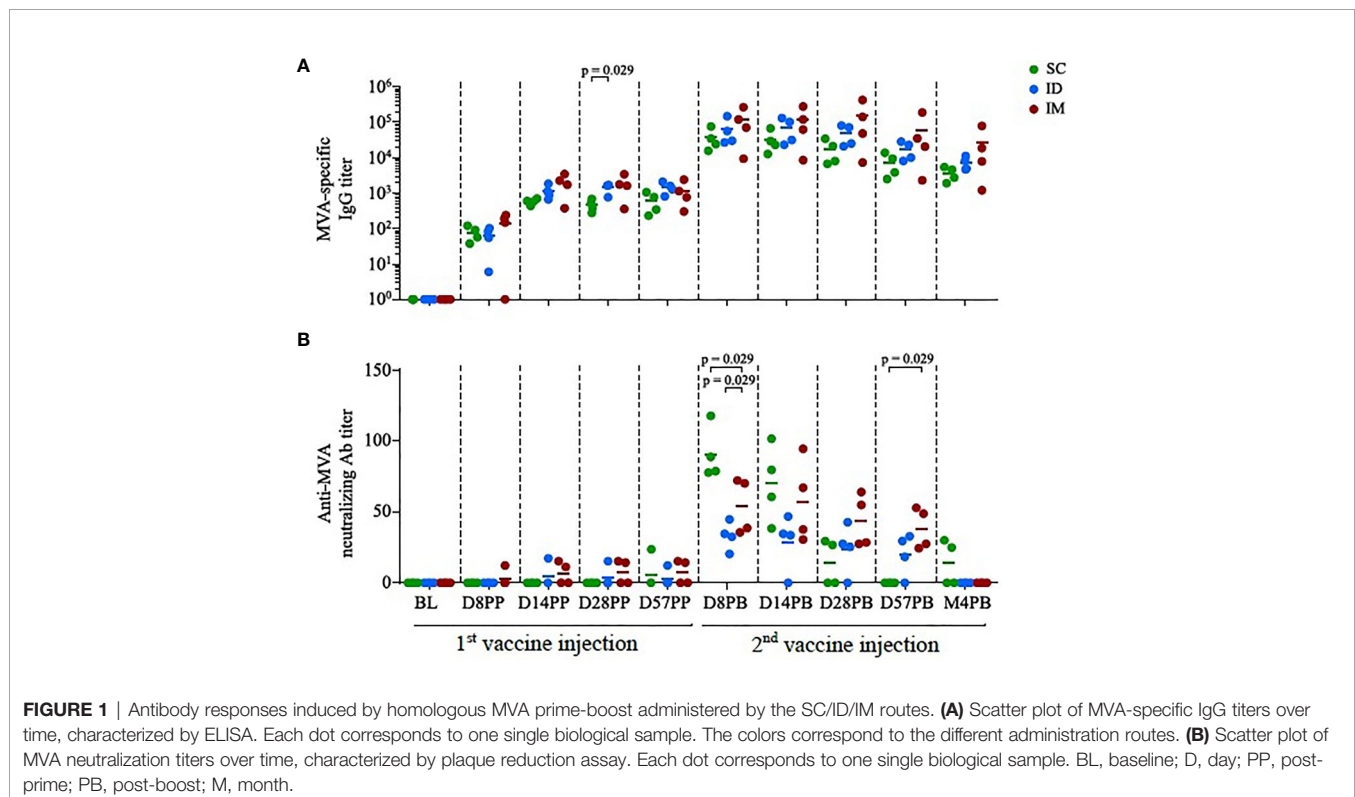 A
p = 0.029
SC
ID
IM
10⁶
10⁵
10⁴
10³
10²
10¹
10⁰
MVA-specific
IgG titer
B
p = 0.029
p = 0.029
p = 0.029
150
100
50
0
Anti-MVA
neutralizing Ab titer
BL D8PP D14PP D28PP D57PP D8PB D14PB D28PB D57PB M4PB
1st vaccine injection 2nd vaccine injection
FIGURE 1 | Antibody responses induced by homologous MVA prime-boost administered by the SC/ID/IM routes. (A) Scatter plot of MVA-specific IgG titers over
time, characterized by ELISA. Each dot corresponds to one single biological sample. The colors correspond to the different administration routes. (B) Scatter plot of
MVA neutralization titers over time, characterized by plaque reduction assay. Each dot corresponds to one single biological sample. BL, baseline; D, day; PP, post-
prime; PB, post-boost; M, month.